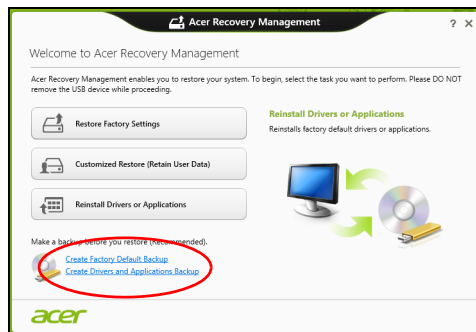 Acer Recovery Management
? ×
Welcome to Acer Recovery Management
Acer Recovery Management enables you to restore your system. To begin, select the task you want to perform. Please DO NOT
remove the USB device while proceeding.
Restore Factory Settings
Customized Restore (Retain User Data)
Reinstall Drivers or Applications
Reinstall Drivers or Applications
Reinstalls factory default drivers or applications.
Make a backup before you restore (Recommended).
Create Factory Default Backup
Create Drivers and Applications Backup
acer